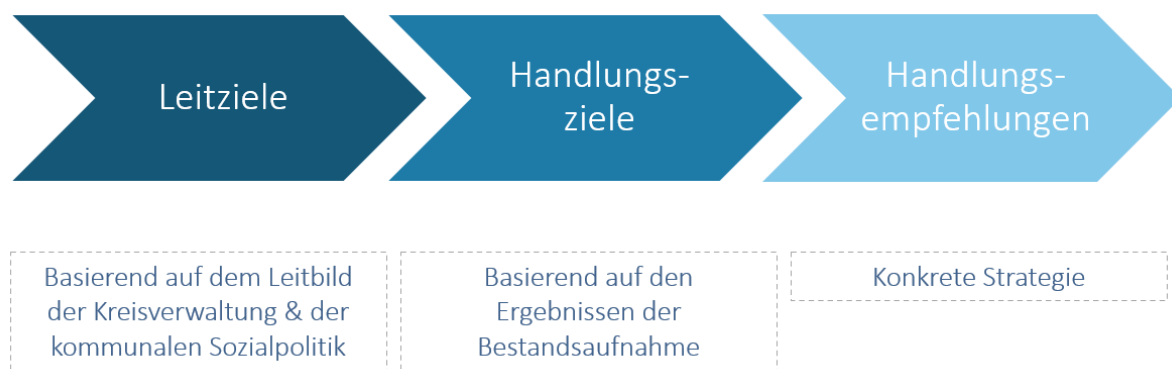 Leitziele
Handlungs-
ziele
Handlungs-
empfehlungen
Basierend auf dem Leitbild
der Kreisverwaltung & der
kommunalen Sozialpolitik
Basierend auf den
Ergebnissen der
Bestandsaufnahme
Konkrete Strategie